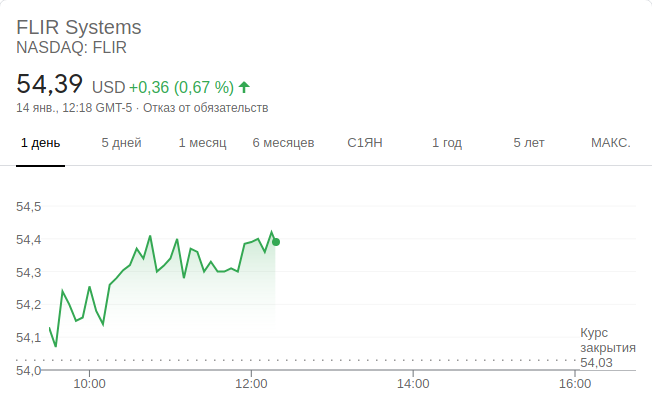 FLIR Systems
NASDAQ: FLIR
54,39 USD +0,36 (0,67 %)
14 янв., 12:18 GMT-5 · Отказ от обязательств
1 день 5 дней 1 месяц 6 месяцев С1ЯН 1 год 5 лет МАКС.
54,5
54,4
54,3
54,2
54,1
54,0
Курс
закрытия
54,03
10:00 12:00 14:00 16:00